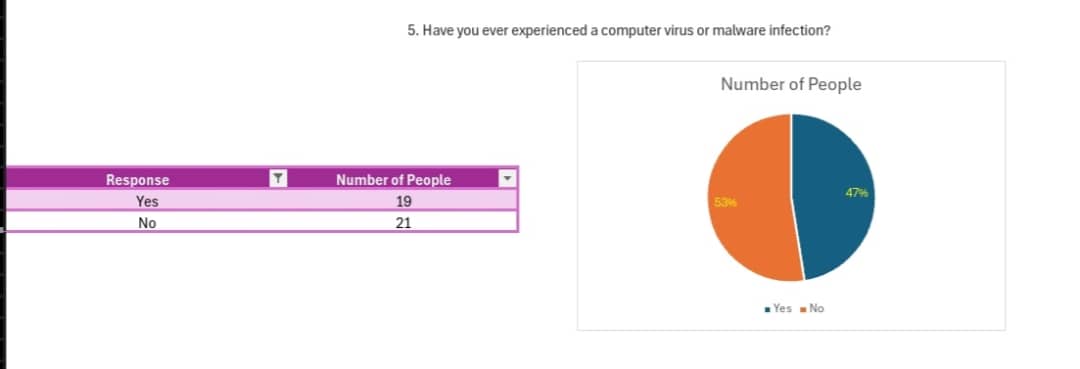 5. Have you ever experienced a computer virus or malware infection?
Number of People
Response Number of People
Yes 19
No 21
53% 47%
Yes No